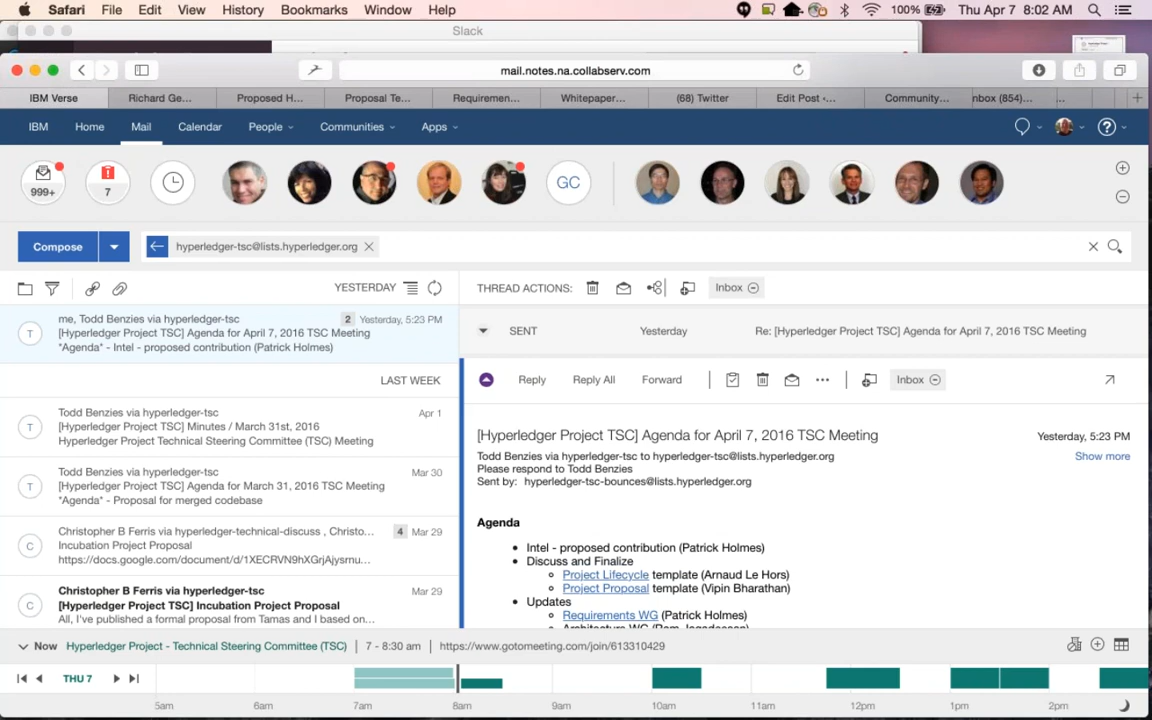 Safari File Edit View History Bookmarks Window Help 100% Thu Apr 7 8:02 AM
Slack
mail.notes.na.collabserv.com
IBM Verse Richard Ge... Proposed H... Proposal Te... Requiremen... Whitepaper... (68) Twitter Edit Post ‹... Community... nbox (854)... ...
IBM Home Mail Calendar People Communities Apps
999+ 7 GC
Compose hyperledger-tsc@lists.hyperledger.org
YESTERDAY
THREAD ACTIONS: Inbox
T
me, Todd Benzies via hyperledger-tsc 2 Yesterday, 5:23 PM
[Hyperledger Project TSC] Agenda for April 7, 2016 TSC Meeting
*Agenda* - Intel - proposed contribution (Patrick Holmes)
LAST WEEK
T
Todd Benzies via hyperledger-tsc Apr 1
[Hyperledger Project TSC] Minutes / March 31st, 2016
Hyperledger Project Technical Steering Committee (TSC) Meeting
T
Todd Benzies via hyperledger-tsc Mar 30
[Hyperledger Project TSC] Agenda for March 31, 2016 TSC Meeting
*Agenda* - Proposal for merged codebase
C
Christopher B Ferris via hyperledger-technical-discuss , Christo... 4 Mar 29
Incubation Project Proposal
https://docs.google.com/document/d/1XECRVN9hXGrjAjysrnu...
C
Christopher B Ferris via hyperledger-tsc Mar 29
[Hyperledger Project TSC] Incubation Project Proposal
All, I've published a formal proposal from Tamas and I based on...
SENT Yesterday Re: [Hyperledger Project TSC] Agenda for April 7, 2016 TSC Meeting
Reply Reply All Forward Inbox
[Hyperledger Project TSC] Agenda for April 7, 2016 TSC Meeting Yesterday, 5:23 PM
Todd Benzies via hyperledger-tsc to hyperledger-tsc@lists.hyperledger.org Show more
Please respond to Todd Benzies
Sent by: hyperledger-tsc-bounces@lists.hyperledger.org
Agenda
Intel - proposed contribution (Patrick Holmes)
Discuss and Finalize
Project Lifecycle template (Arnaud Le Hors)
Project Proposal template (Vipin Bharathan)
Updates
Requirements WG (Patrick Holmes)
Now Hyperledger Project - Technical Steering Committee (TSC) 7 - 8:30 am https://www.gotomeeting.com/join/613310429
THU 7
5am 6am 7am 8am 9am 10am 11am 12pm 1pm 2pm